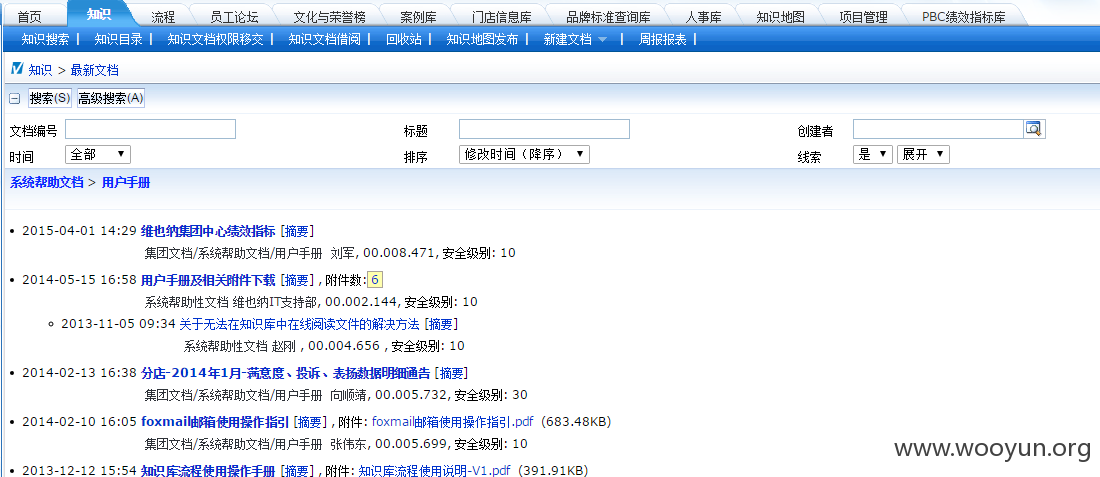 首页 知识 流程 员工论坛 文化与荣誉榜 案例库 门店信息库 品牌标准查询库 人事库 知识地图 项目管理 PBC绩效指标库
知识搜索 | 知识目录 | 知识文档权限移交 | 知识文档借阅 | 回收站 | 知识地图发布 | 新建文档 | 周报报表 |
知识 > 最新文档
搜索(S) 高级搜索(A)
文档编号 标题 创建者
时间 全部 排序 修改时间（降序） 线索 是 展开
系统帮助文档 > 用户手册
• 2015-04-01 14:29 维也纳集团中心绩效指标 [摘要]
集团文档/系统帮助文档/用户手册 刘军, 00.008.471, 安全级别: 10
• 2014-05-15 16:58 用户手册及相关附件下载 [摘要] , 附件数:6
系统帮助性文档 维也纳IT支持部, 00.002.144, 安全级别: 10
2013-11-05 09:34 关于无法在知识库中在线阅读文件的解决方法 [摘要]
系统帮助性文档 赵刚 , 00.004.656 , 安全级别: 10
• 2014-02-13 16:38 分店-2014年1月-满意度、投诉、表扬数据明细通告 [摘要]
集团文档/系统帮助文档/用户手册 向顺清, 00.005.732, 安全级别: 30
• 2014-02-10 16:05 foxmail邮箱使用操作指引 [摘要] , 附件: foxmail邮箱使用操作指引.pdf (683.48KB)
集团文档/系统帮助文档/用户手册 张伟东, 00.005.699, 安全级别: 10
• 2013-12-12 15:54 知识库流程使用操作手册 [摘要] , 附件: 知识库流程使用说明-V1.pdf (391.91KB)
www.wooyun.org